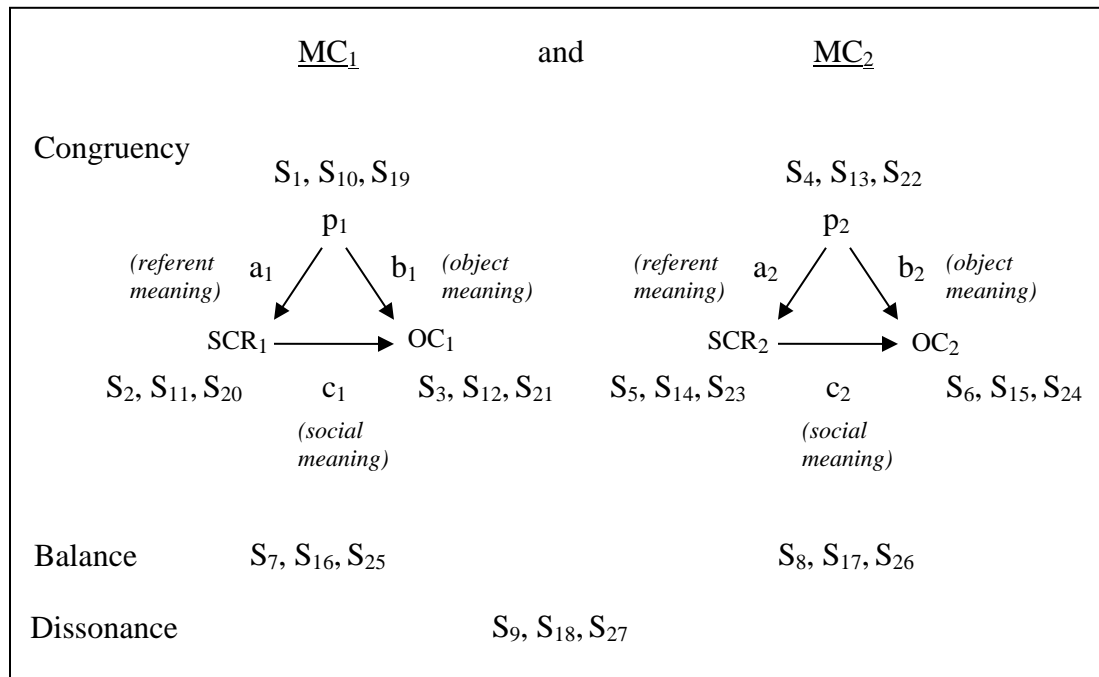 MC₁ and MC₂
Congruency
S₁, S₁₀, S₁₉ S₄, S₁₃, S₂₂
p₁ p₂
(referent meaning) a₁ b₁ (object meaning) (referent meaning) a₂ b₂ (object meaning)
SCR₁ OC₁ SCR₂ OC₂
S₂, S₁₁, S₂₀ c₁ S₃, S₁₂, S₂₁ S₅, S₁₄, S₂₃ c₂ S₆, S₁₅, S₂₄
(social meaning) (social meaning)
Balance S₇, S₁₆, S₂₅ S₈, S₁₇, S₂₆
Dissonance S₉, S₁₈, S₂₇